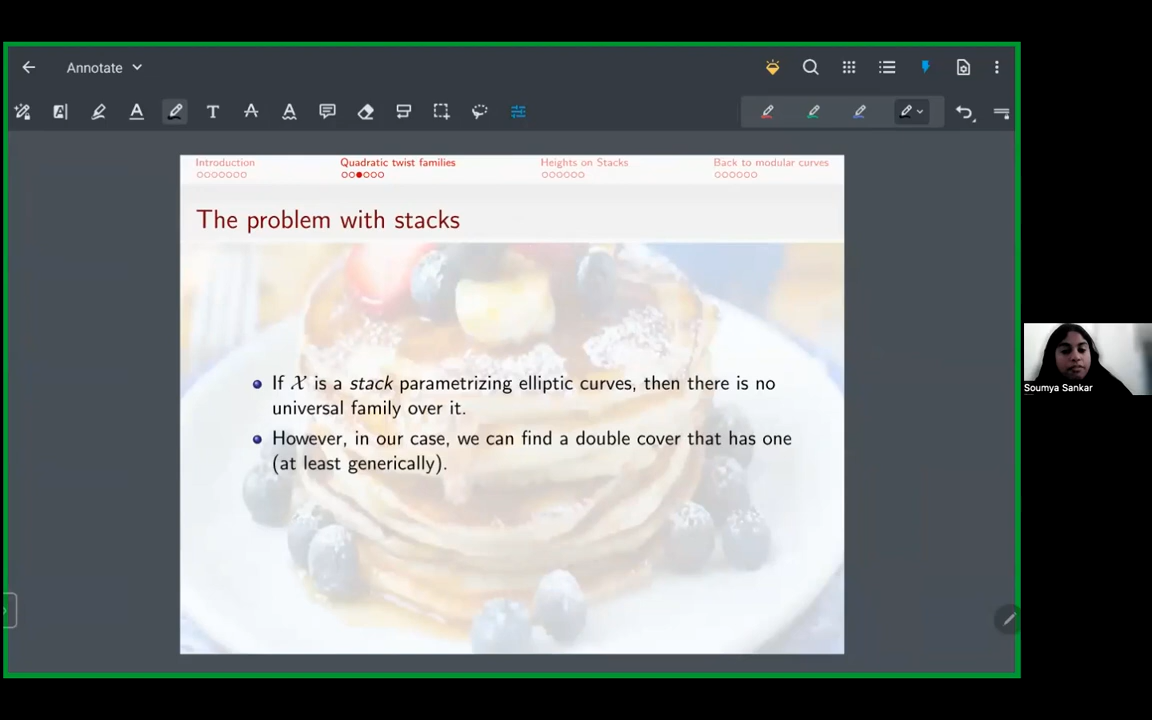 Annotate
Introduction
Quadratic twist families
Heights on Stacks
Back to modular curves
The problem with stacks
If 𝒳 is a stack parametrizing elliptic curves, then there is no
universal family over it.
However, in our case, we can find a double cover that has one
(at least generically).
Soumya Sankar